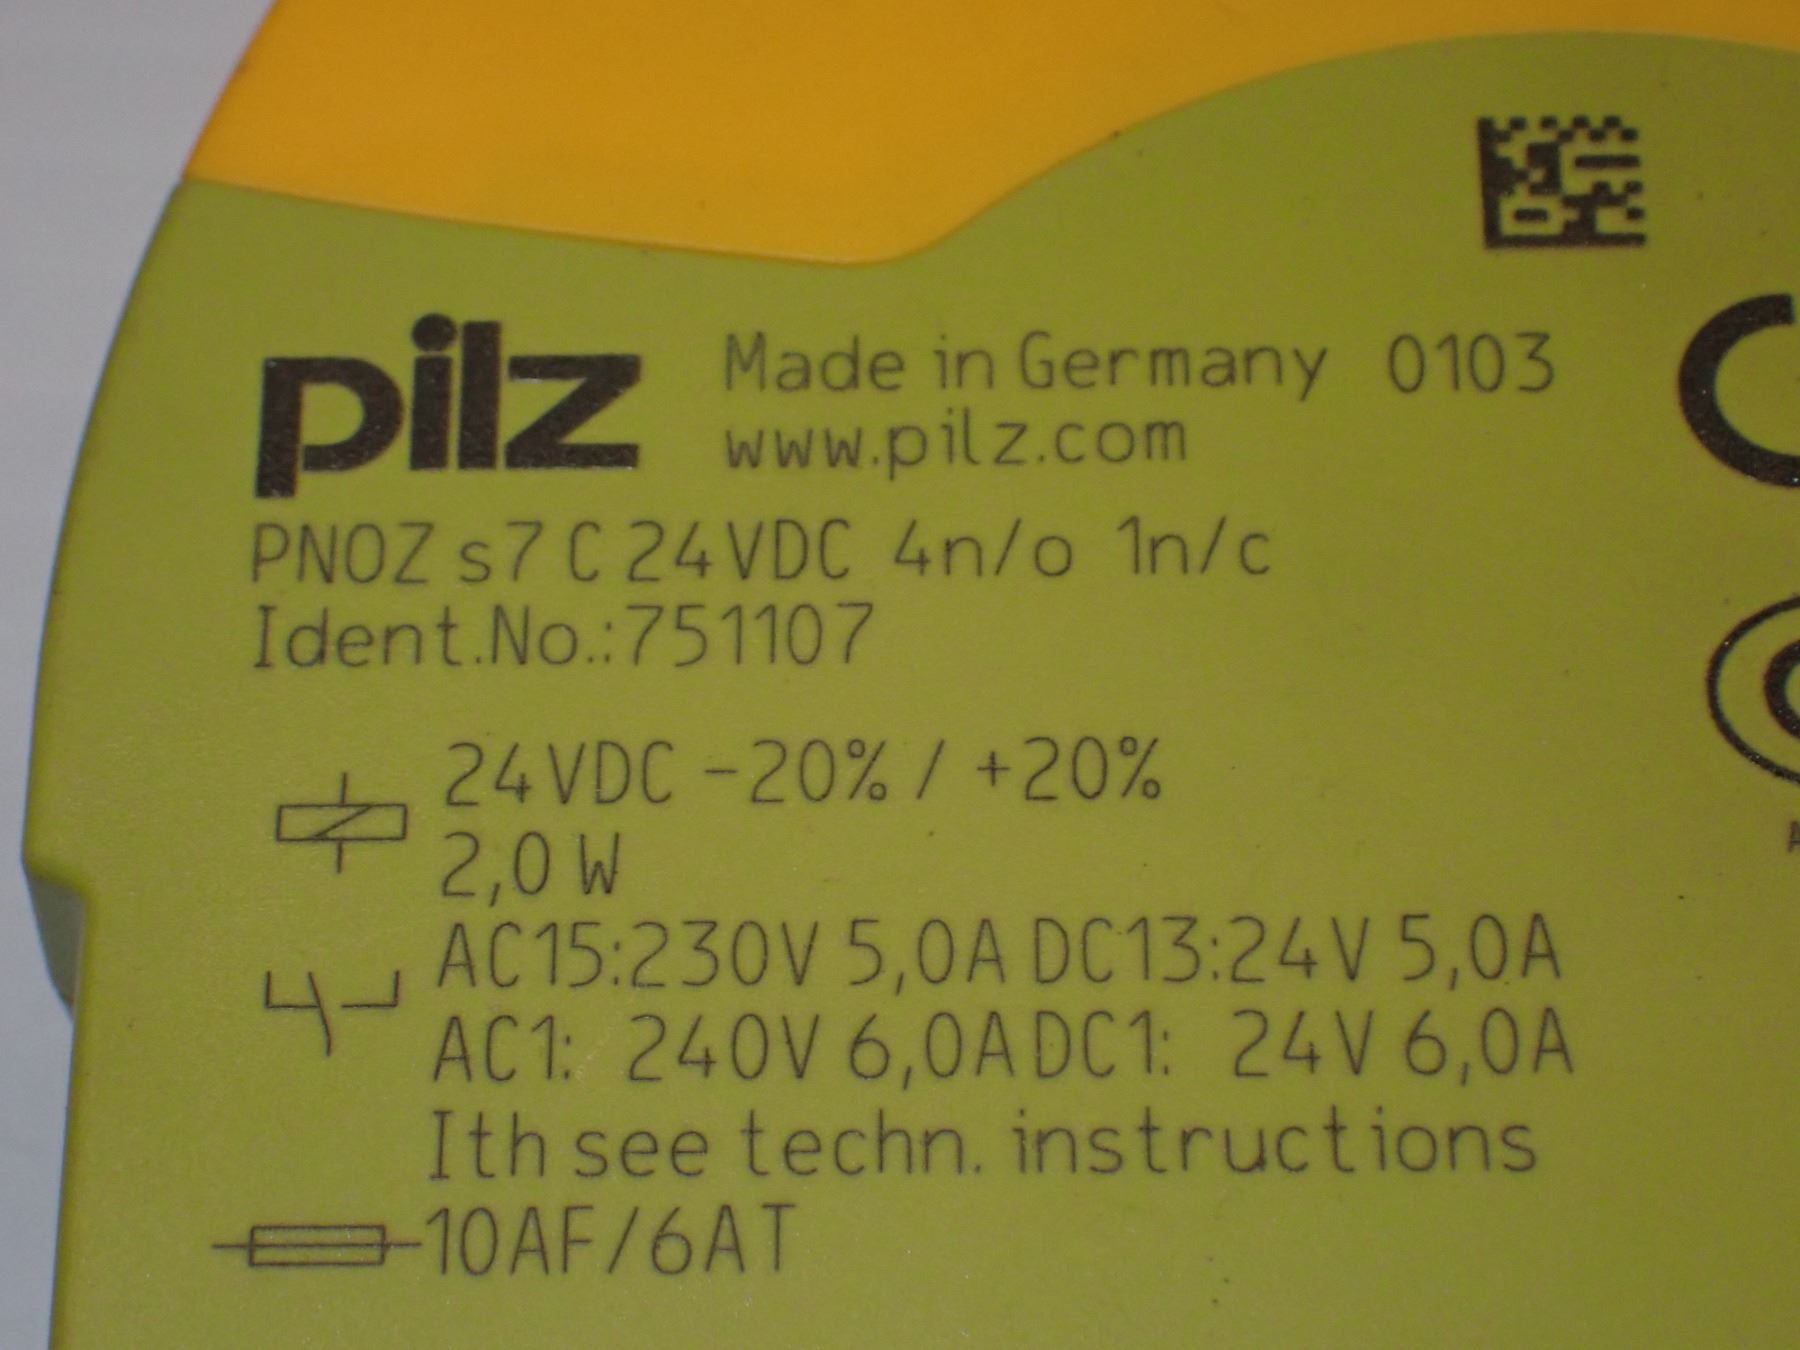 pilz Made in Germany 0103
www.pilz.com
PNOZ s7 C 24VDC 4n/o 1n/c
Ident.No.:751107
24VDC -20% / +20%
2,0 W
AC15:230V 5,0A DC13:24V 5,0A
AC1: 240V 6,0A DC1: 24V 6,0A
Ith see techn. instructions
10AF/6AT